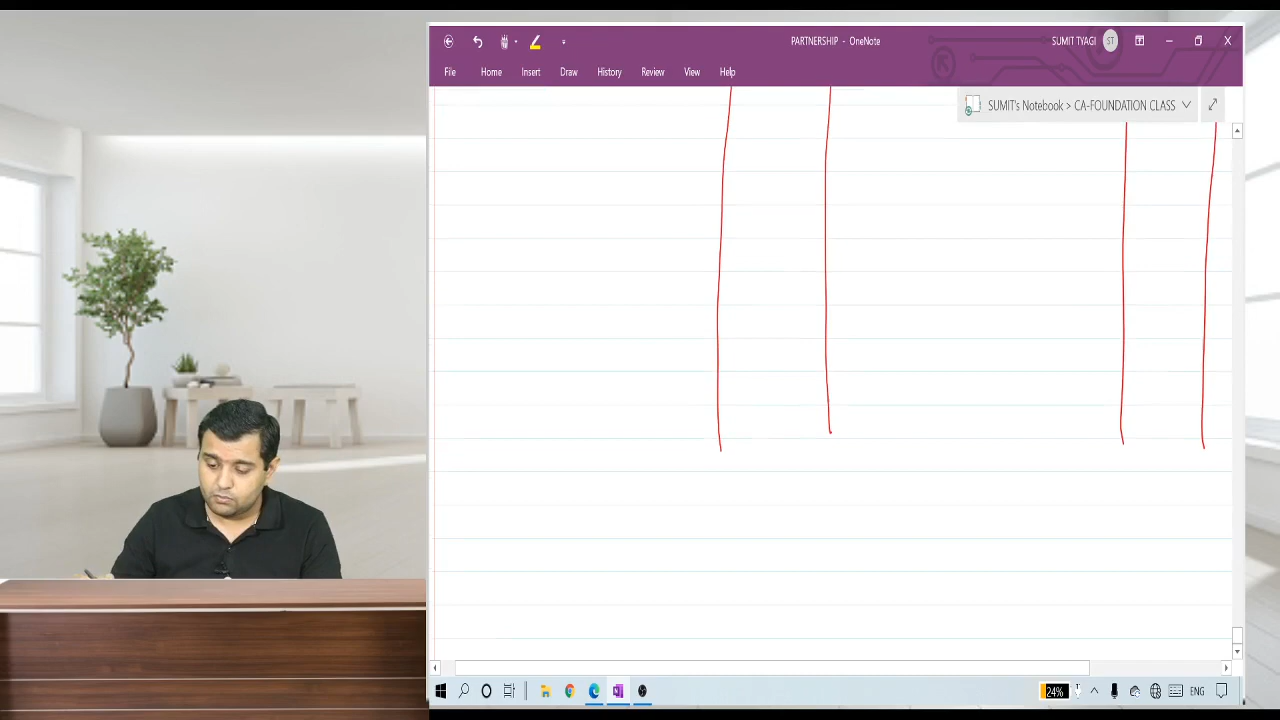 PARTNERSHIP - OneNote
SUMIT TYAGI ST
File Home Insert Draw History Review View Help
SUMIT's Notebook > CA-FOUNDATION CLASS
24% ENG